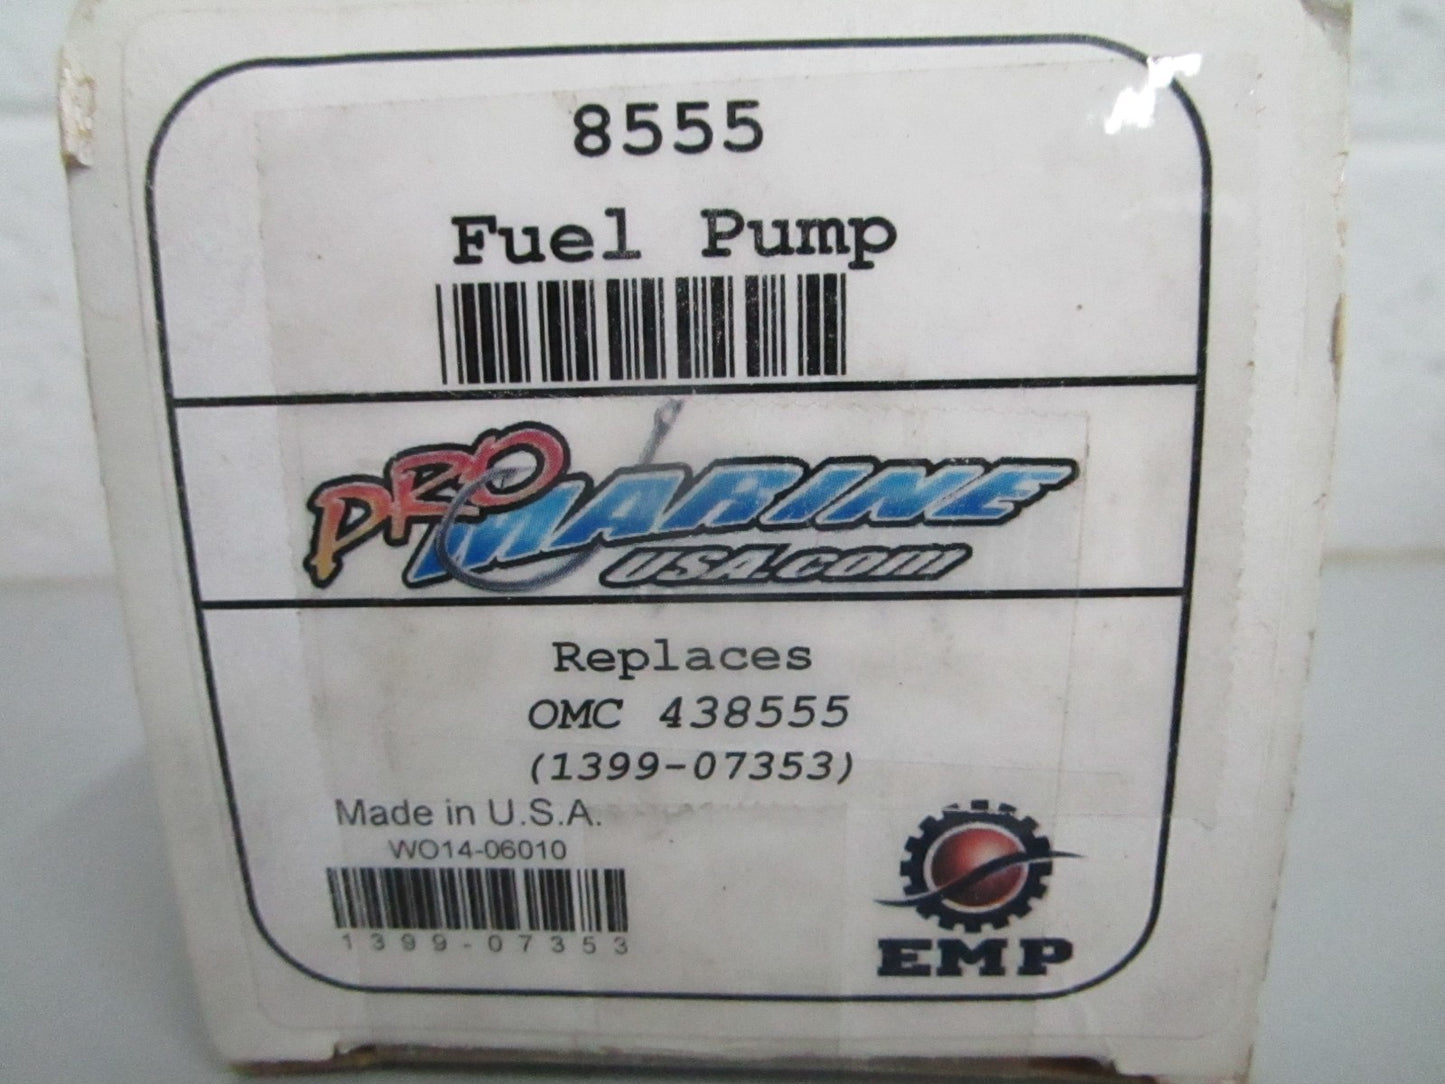 8555
Fuel Pump
PRO MARINE
USA.com
Replaces
OMC 438555
(1399-07353)
Made in U.S.A.
WO14-06010
1399-07353
EMP